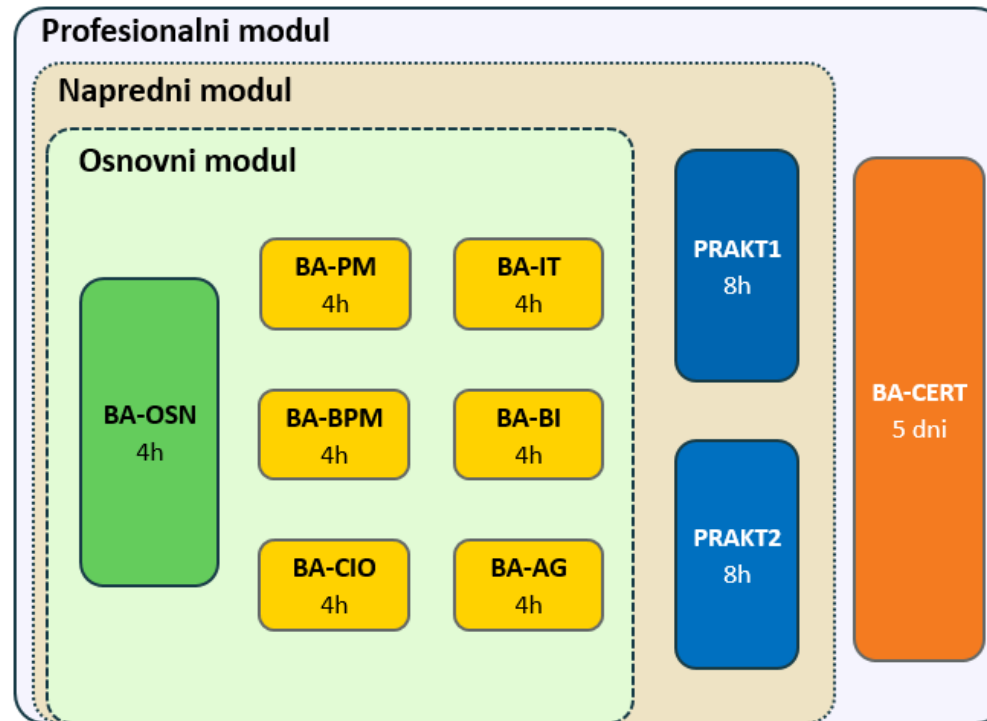 Profesionalni modul
Napredni modul
Osnovni modul
BA-OSN
4h
BA-PM
4h
BA-IT
4h
BA-BPM
4h
BA-BI
4h
BA-CIO
4h
BA-AG
4h
PRAKT1
8h
PRAKT2
8h
BA-CERT
5 dni